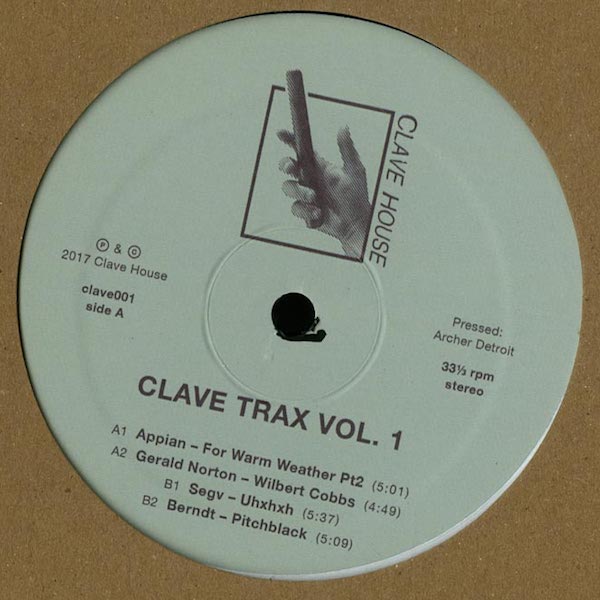 CLAVE HOUSE
Ⓟ & ©
2017 Clave House
clave001
side A
Pressed:
Archer Detroit
33⅓ rpm
stereo
CLAVE TRAX VOL. 1
A1 Appian – For Warm Weather Pt2 (5:01)
A2 Gerald Norton – Wilbert Cobbs (4:49)
B1 Segv – Uhxhxh (5:37)
B2 Berndt – Pitchblack (5:09)